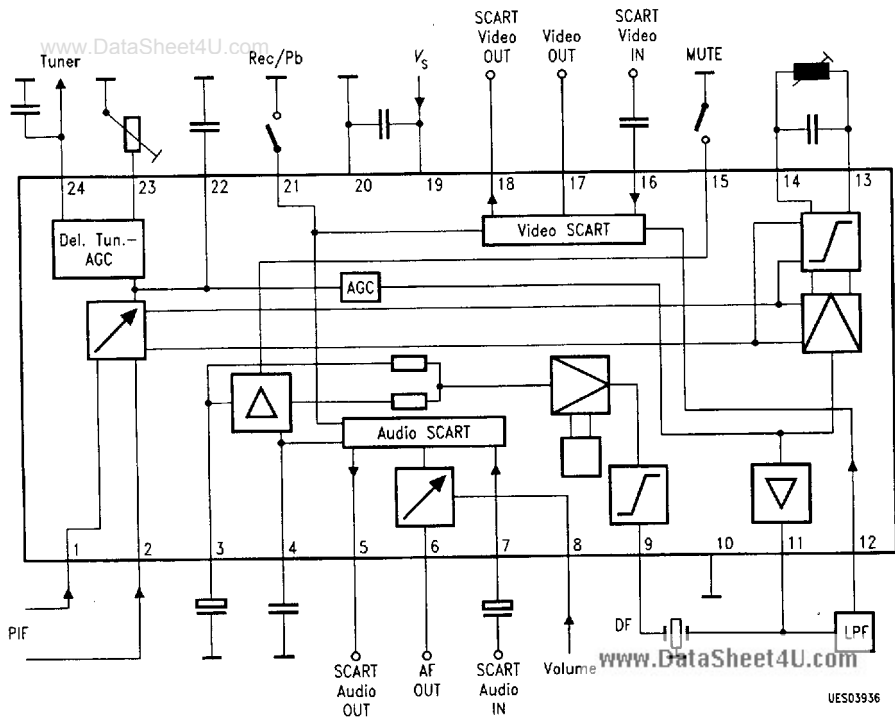 www.DataSheet4U.com
Tuner
Rec/Pb
VS
SCART
Video
OUT
Video
OUT
SCART
Video
IN
MUTE
24
23
22
21
20
19
18
17
16
15
14
13
Del. Tun.-
AGC
Video SCART
AGC
Audio SCART
1
2
3
4
5
6
7
8
9
10
11
12
PIF
SCART
Audio
OUT
AF
OUT
SCART
Audio
IN
Volume
DF
LPF
www.DataSheet4U.com
UES03936